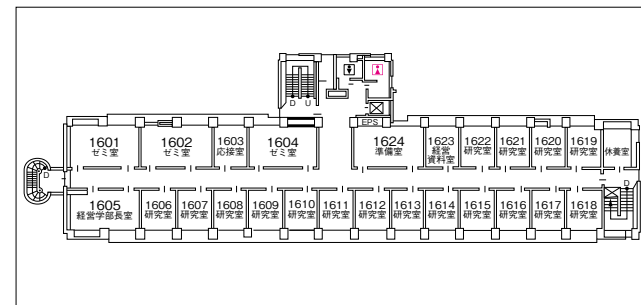 D U
EPS
1601
ゼミ室
1602
ゼミ室
1603
応接室
1604
ゼミ室
1624
準備室
1623
経営
資料室
1622
研究室
1621
研究室
1620
研究室
1619
研究室
休養室
D
1605
経営学部長室
1606
研究室
1607
研究室
1608
研究室
1609
研究室
1610
研究室
1611
研究室
1612
研究室
1613
研究室
1614
研究室
1615
研究室
1616
研究室
1617
研究室
1618
研究室
D